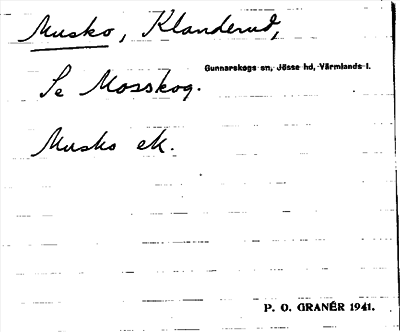 Musko, Klanderud,
Gunnarskogs sn, Jösse hd, Värmlands l.
Se Mosskog.
Musko ek.
P. O. GRANÉR 1941.